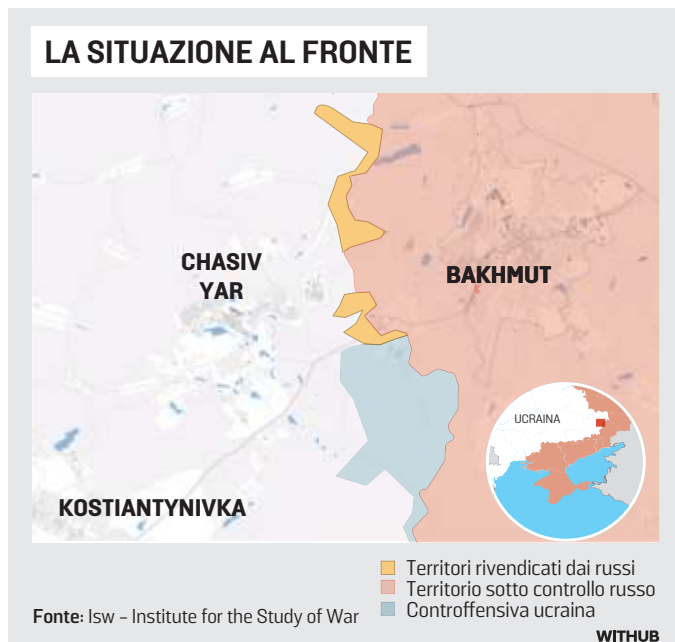 LA SITUAZIONE AL FRONTE
CHASIV
YAR
BAKHMUT
UCRAINA
KOSTIANTYNIVKA
Territori rivendicati dai russi
Territorio sotto controllo russo
Controffensiva ucraina
Fonte: Isw – Institute for the Study of War
WITHUB